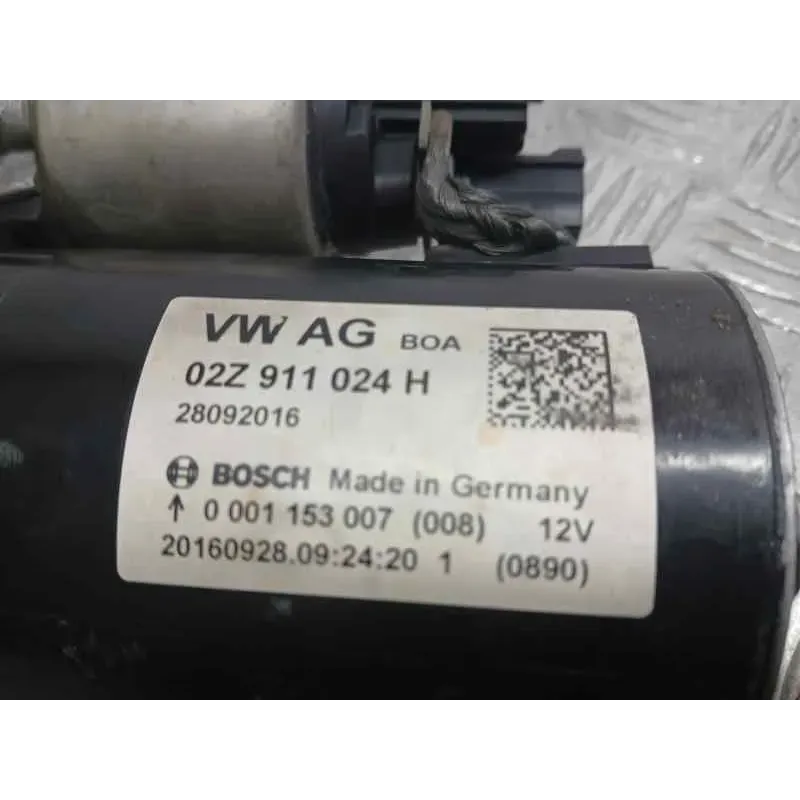 VW AG BOA
02Z 911 024 H
28092016
BOSCH Made in Germany
↑ 0 001 153 007 (008) 12V
20160928.09:24:20 1 (0890)